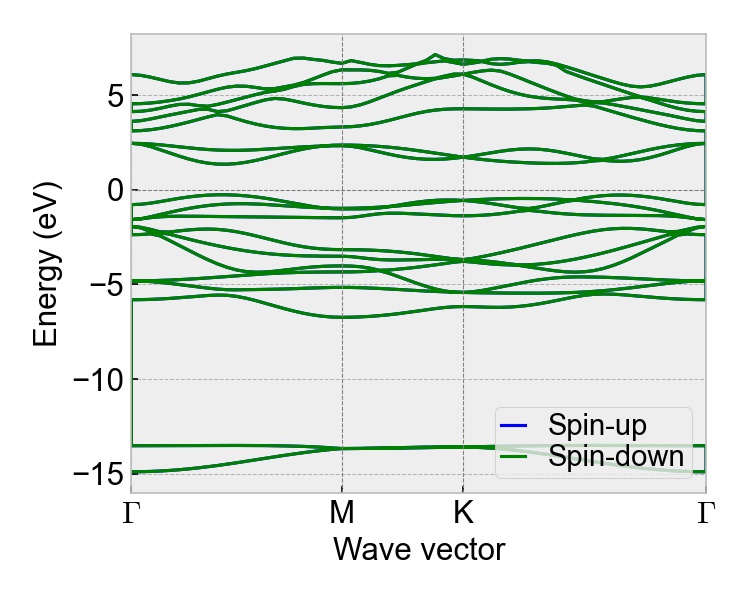 5
0
−5
−10
−15
Energy (eV)
Spin-up
Spin-down
Γ M K Γ
Wave vector